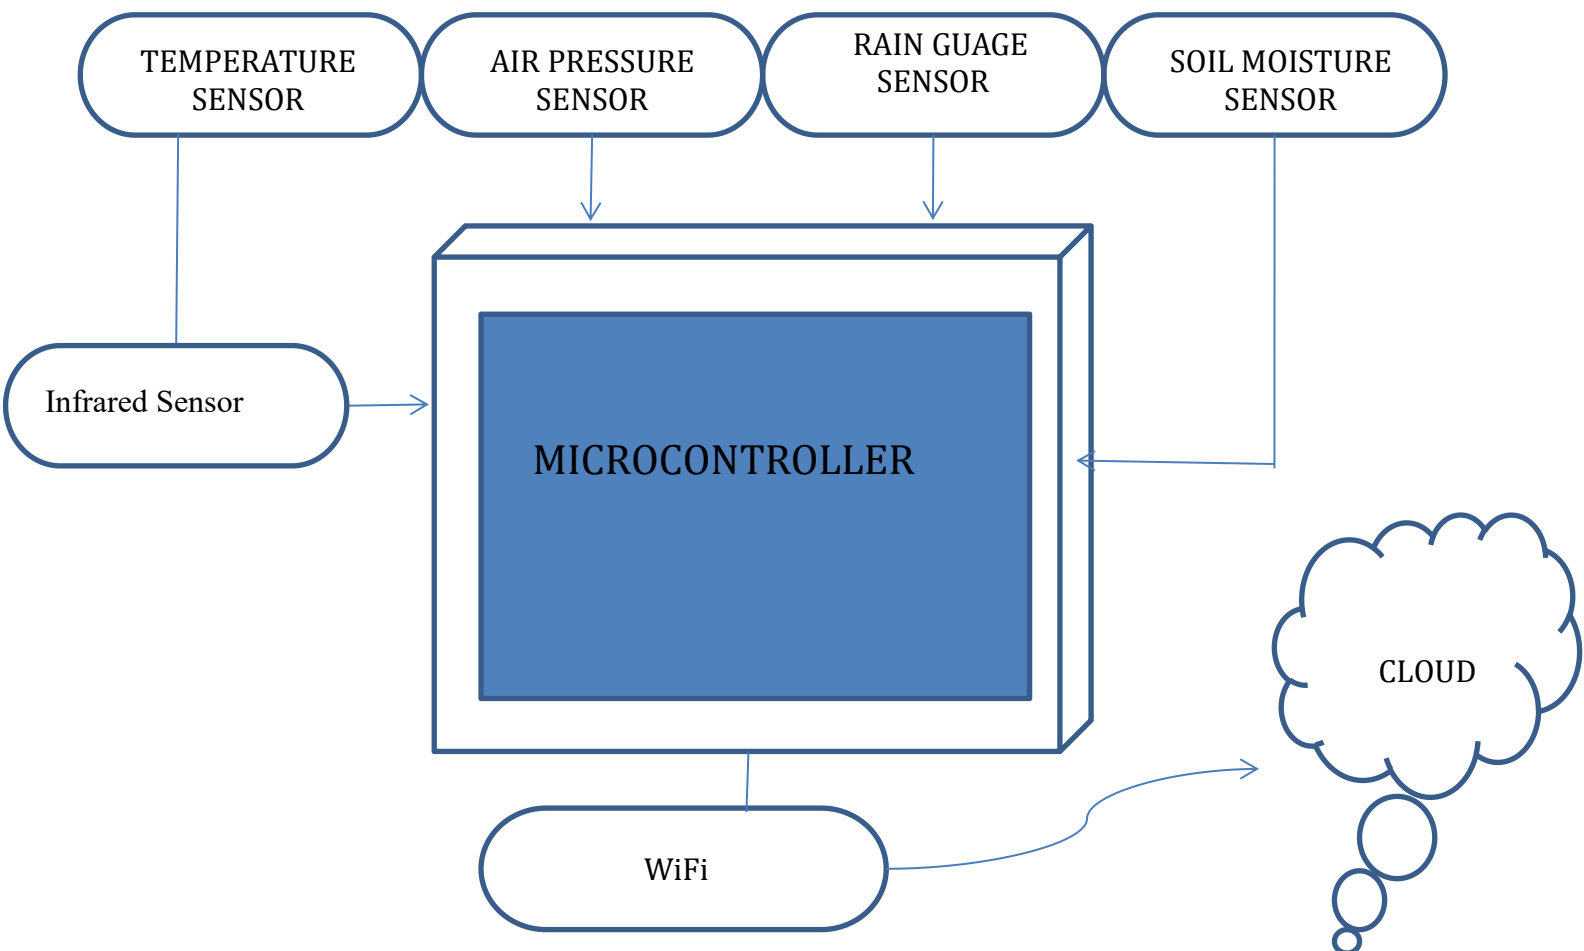 TEMPERATURE
SENSOR
AIR PRESSURE
SENSOR
RAIN GUAGE
SENSOR
SOIL MOISTURE
SENSOR
Infrared Sensor
MICROCONTROLLER
CLOUD
WiFi